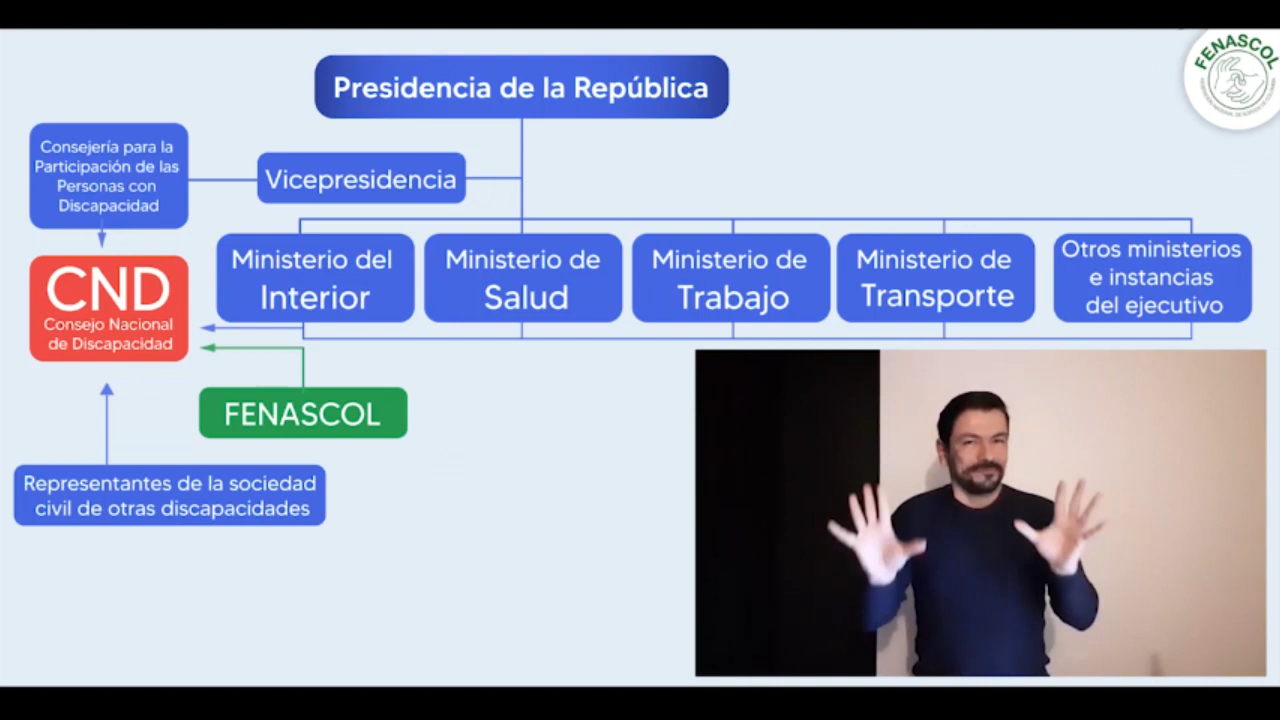 Presidencia de la República
FENASCOL
Consejería para la
Participación de las
Personas con
Discapacidad
Vicepresidencia
CND
Consejo Nacional
de Discapacidad
Ministerio del
Interior
Ministerio de
Salud
Ministerio de
Trabajo
Ministerio de
Transporte
Otros ministerios
e instancias
del ejecutivo
FENASCOL
Representantes de la sociedad
civil de otras discapacidades